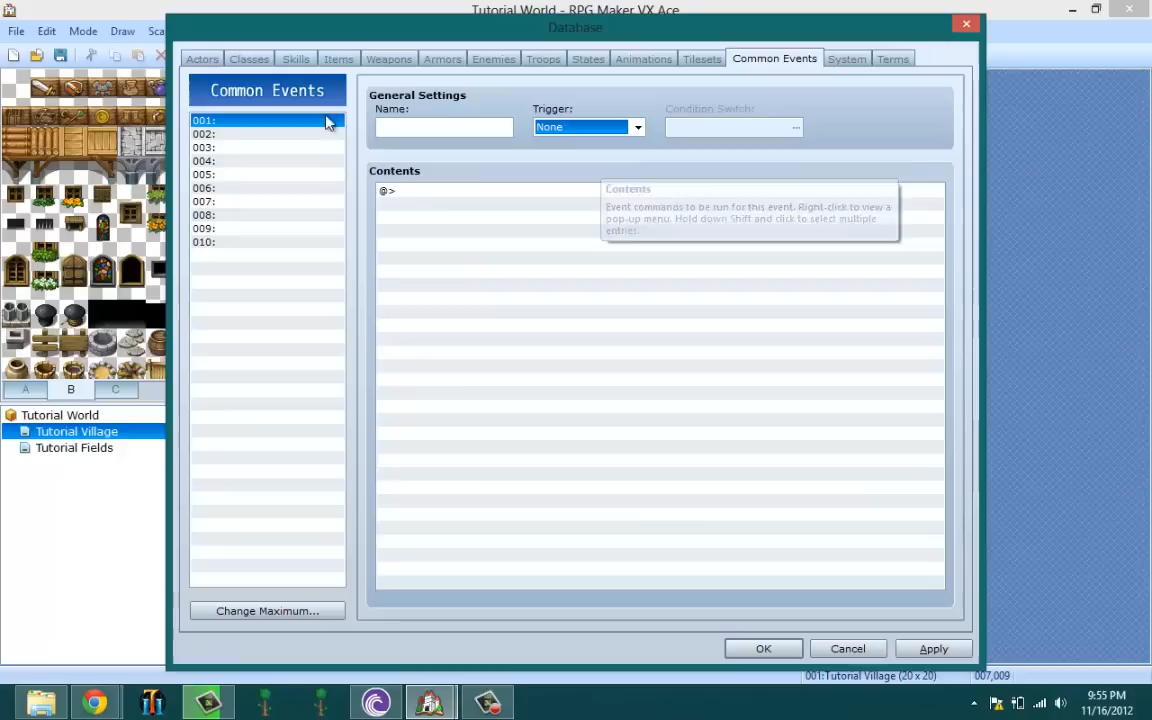 Tutorial World - RPG Maker VX Ace
File Edit Mode Draw Sca
Database
Actors Classes Skills Items Weapons Armors Enemies Troops States Animations Tilesets Common Events System Terms
Common Events
001:
002:
003:
004:
005:
006:
007:
008:
009:
010:
Change Maximum...
General Settings
Name: Trigger: Condition Switch:
None ...
Contents
@>
Contents
Event commands to be run for this event. Right-click to view a
pop-up menu. Hold down Shift and click to select multiple
entries.
A B C
Tutorial World
Tutorial Village
Tutorial Fields
OK Cancel Apply
001:Tutorial Village (20 x 20) 007,009
9:55 PM
11/16/2012